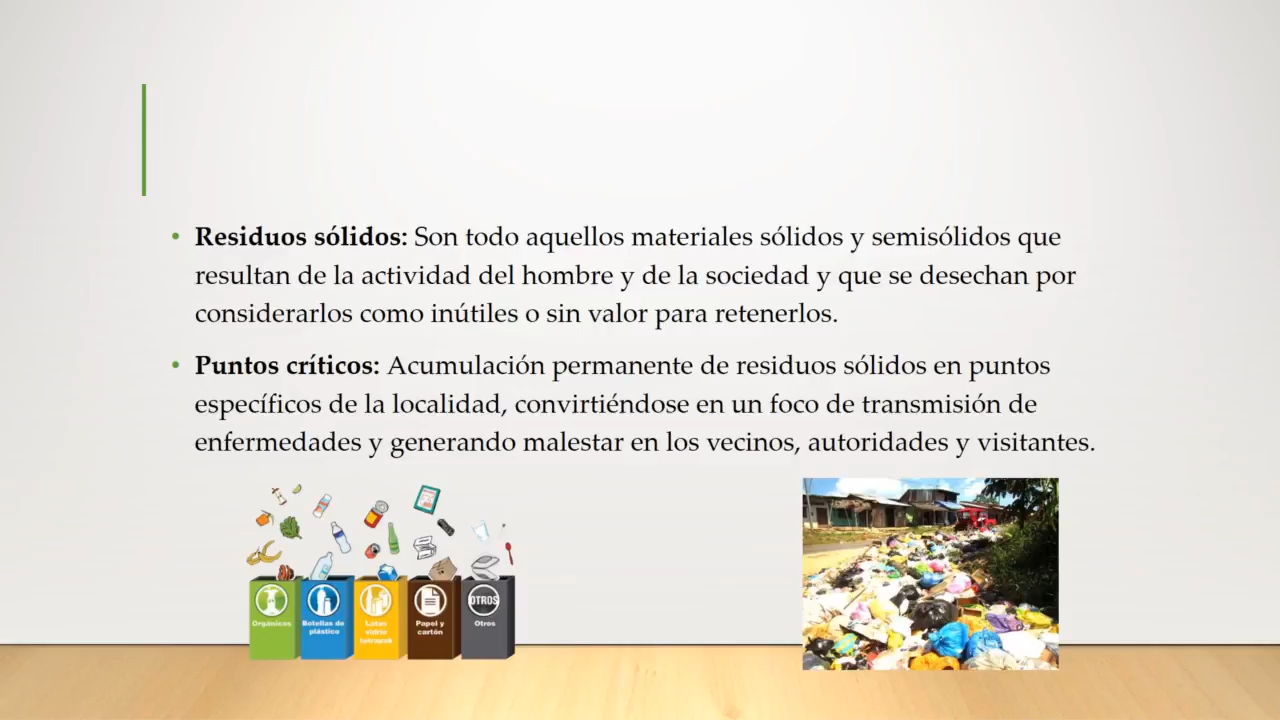 Residuos sólidos: Son todo aquellos materiales sólidos y semisólidos que
resultan de la actividad del hombre y de la sociedad y que se desechan por
considerarlos como inútiles o sin valor para retenerlos.
Puntos críticos: Acumulación permanente de residuos sólidos en puntos
específicos de la localidad, convirtiéndose en un foco de transmisión de
enfermedades y generando malestar en los vecinos, autoridades y visitantes.
OTROS
Orgánicos
Botellas de
plástico
Latas
vidrio
tetrapak
Papel y
cartón
Otros